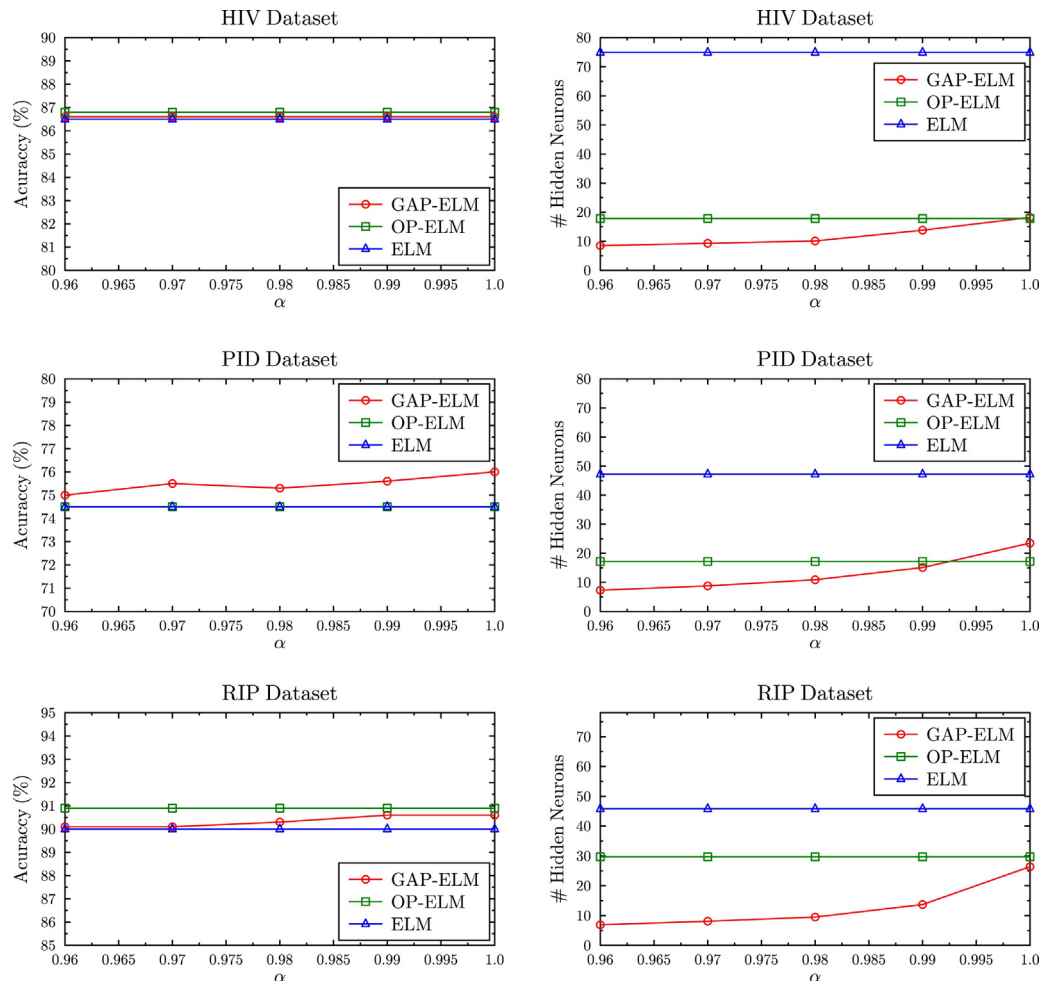 HIV Dataset
90
89
88
87
86
85
84
83
82
81
80
Acuraccy (%)
GAP-ELM
OP-ELM
ELM
0.96 0.965 0.97 0.975 0.98 0.985 0.99 0.995 1.0
α
HIV Dataset
80
70
60
50
40
30
20
10
0
# Hidden Neurons
GAP-ELM
OP-ELM
ELM
0.96 0.965 0.97 0.975 0.98 0.985 0.99 0.995 1.0
α
PID Dataset
80
79
78
77
76
75
74
73
72
71
70
Acuraccy (%)
GAP-ELM
OP-ELM
ELM
0.96 0.965 0.97 0.975 0.98 0.985 0.99 0.995 1.0
α
PID Dataset
80
70
60
50
40
30
20
10
0
# Hidden Neurons
GAP-ELM
OP-ELM
ELM
0.96 0.965 0.97 0.975 0.98 0.985 0.99 0.995 1.0
α
RIP Dataset
95
94
93
92
91
90
89
88
87
86
85
Acuraccy (%)
GAP-ELM
OP-ELM
ELM
0.96 0.965 0.97 0.975 0.98 0.985 0.99 0.995 1.0
α
RIP Dataset
70
60
50
40
30
20
10
0
# Hidden Neurons
GAP-ELM
OP-ELM
ELM
0.96 0.965 0.97 0.975 0.98 0.985 0.99 0.995 1.0
α